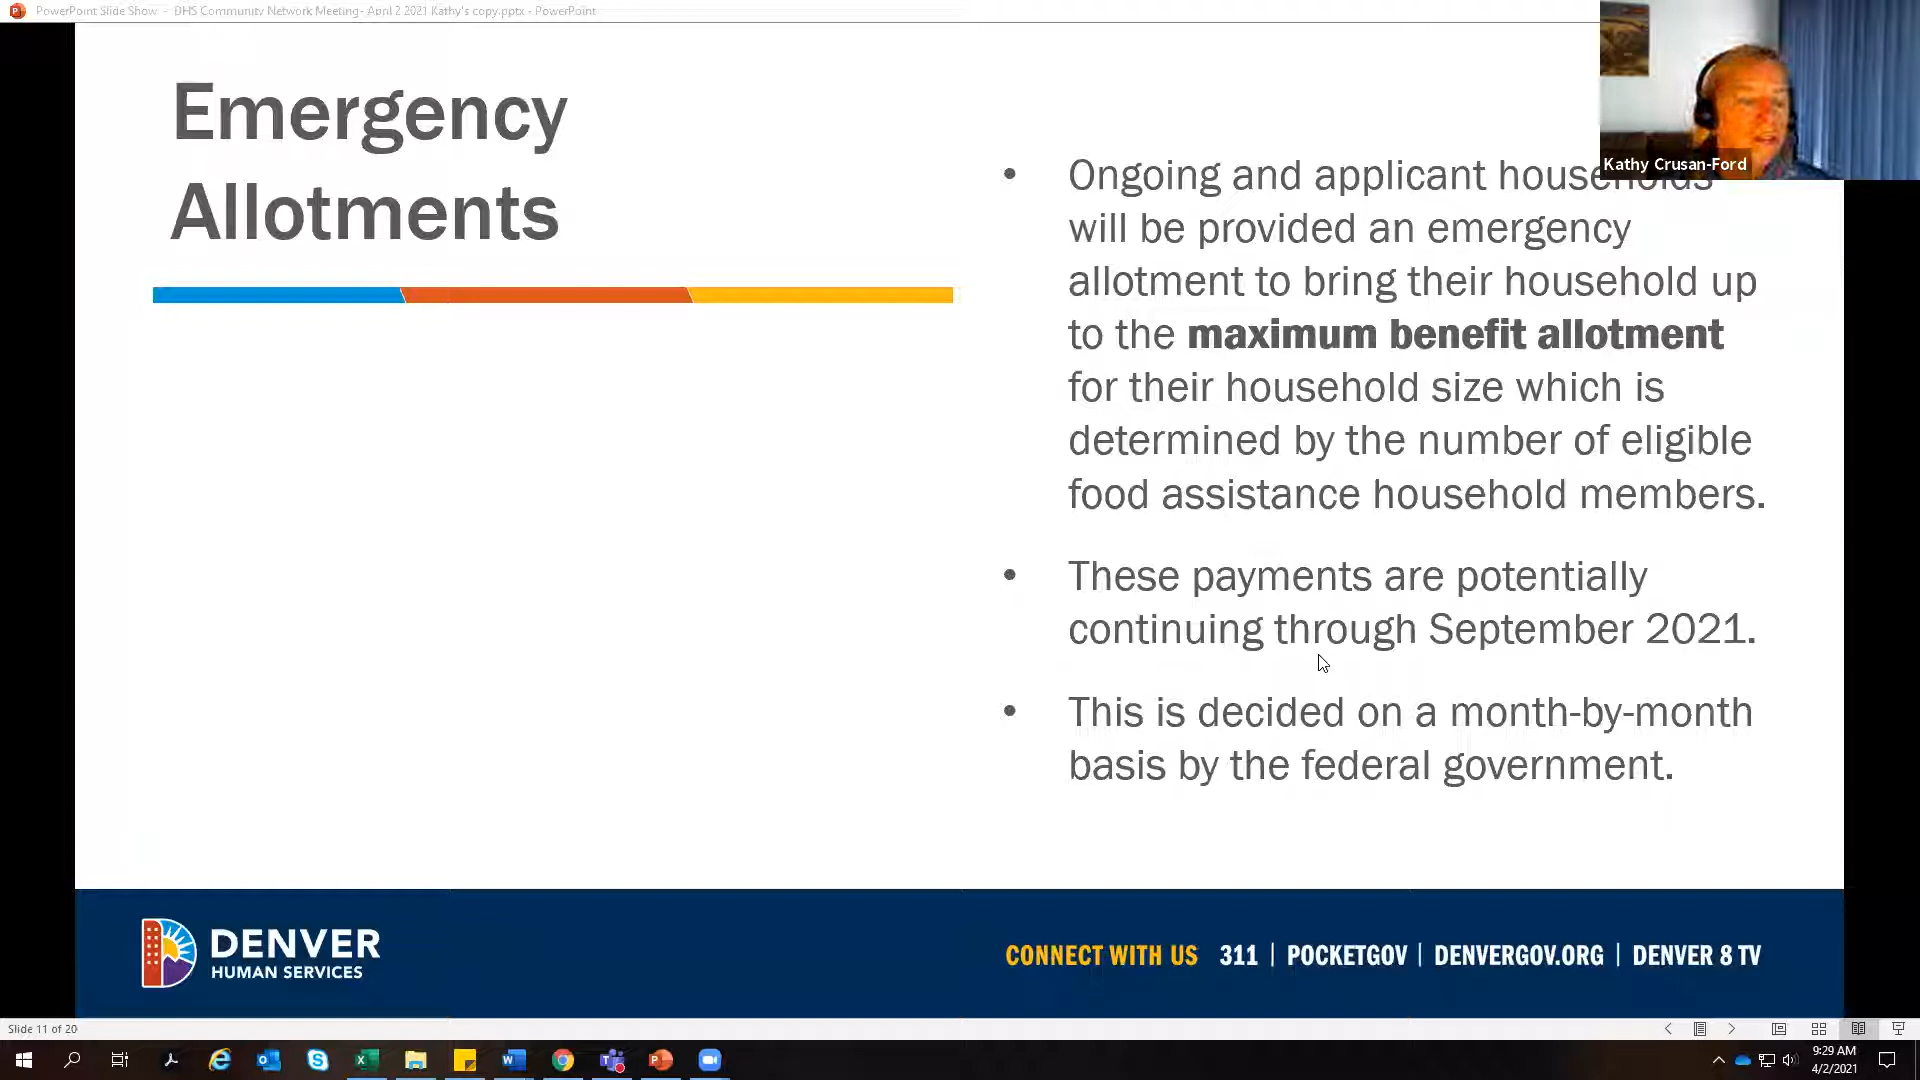 PowerPoint Slide Show - DHS Community Network Meeting- April 2 2021 Kathy's copy.pptx - PowerPoint
Emergency
Allotments
Kathy Crusan-Ford
• Ongoing and applicant households
will be provided an emergency
allotment to bring their household up
to the maximum benefit allotment
for their household size which is
determined by the number of eligible
food assistance household members.
• These payments are potentially
continuing through September 2021.
• This is decided on a month-by-month
basis by the federal government.
DENVER
HUMAN SERVICES
CONNECT WITH US 311 | POCKETGOV | DENVERGOV.ORG | DENVER 8 TV
Slide 11 of 20
9:29 AM
4/2/2021